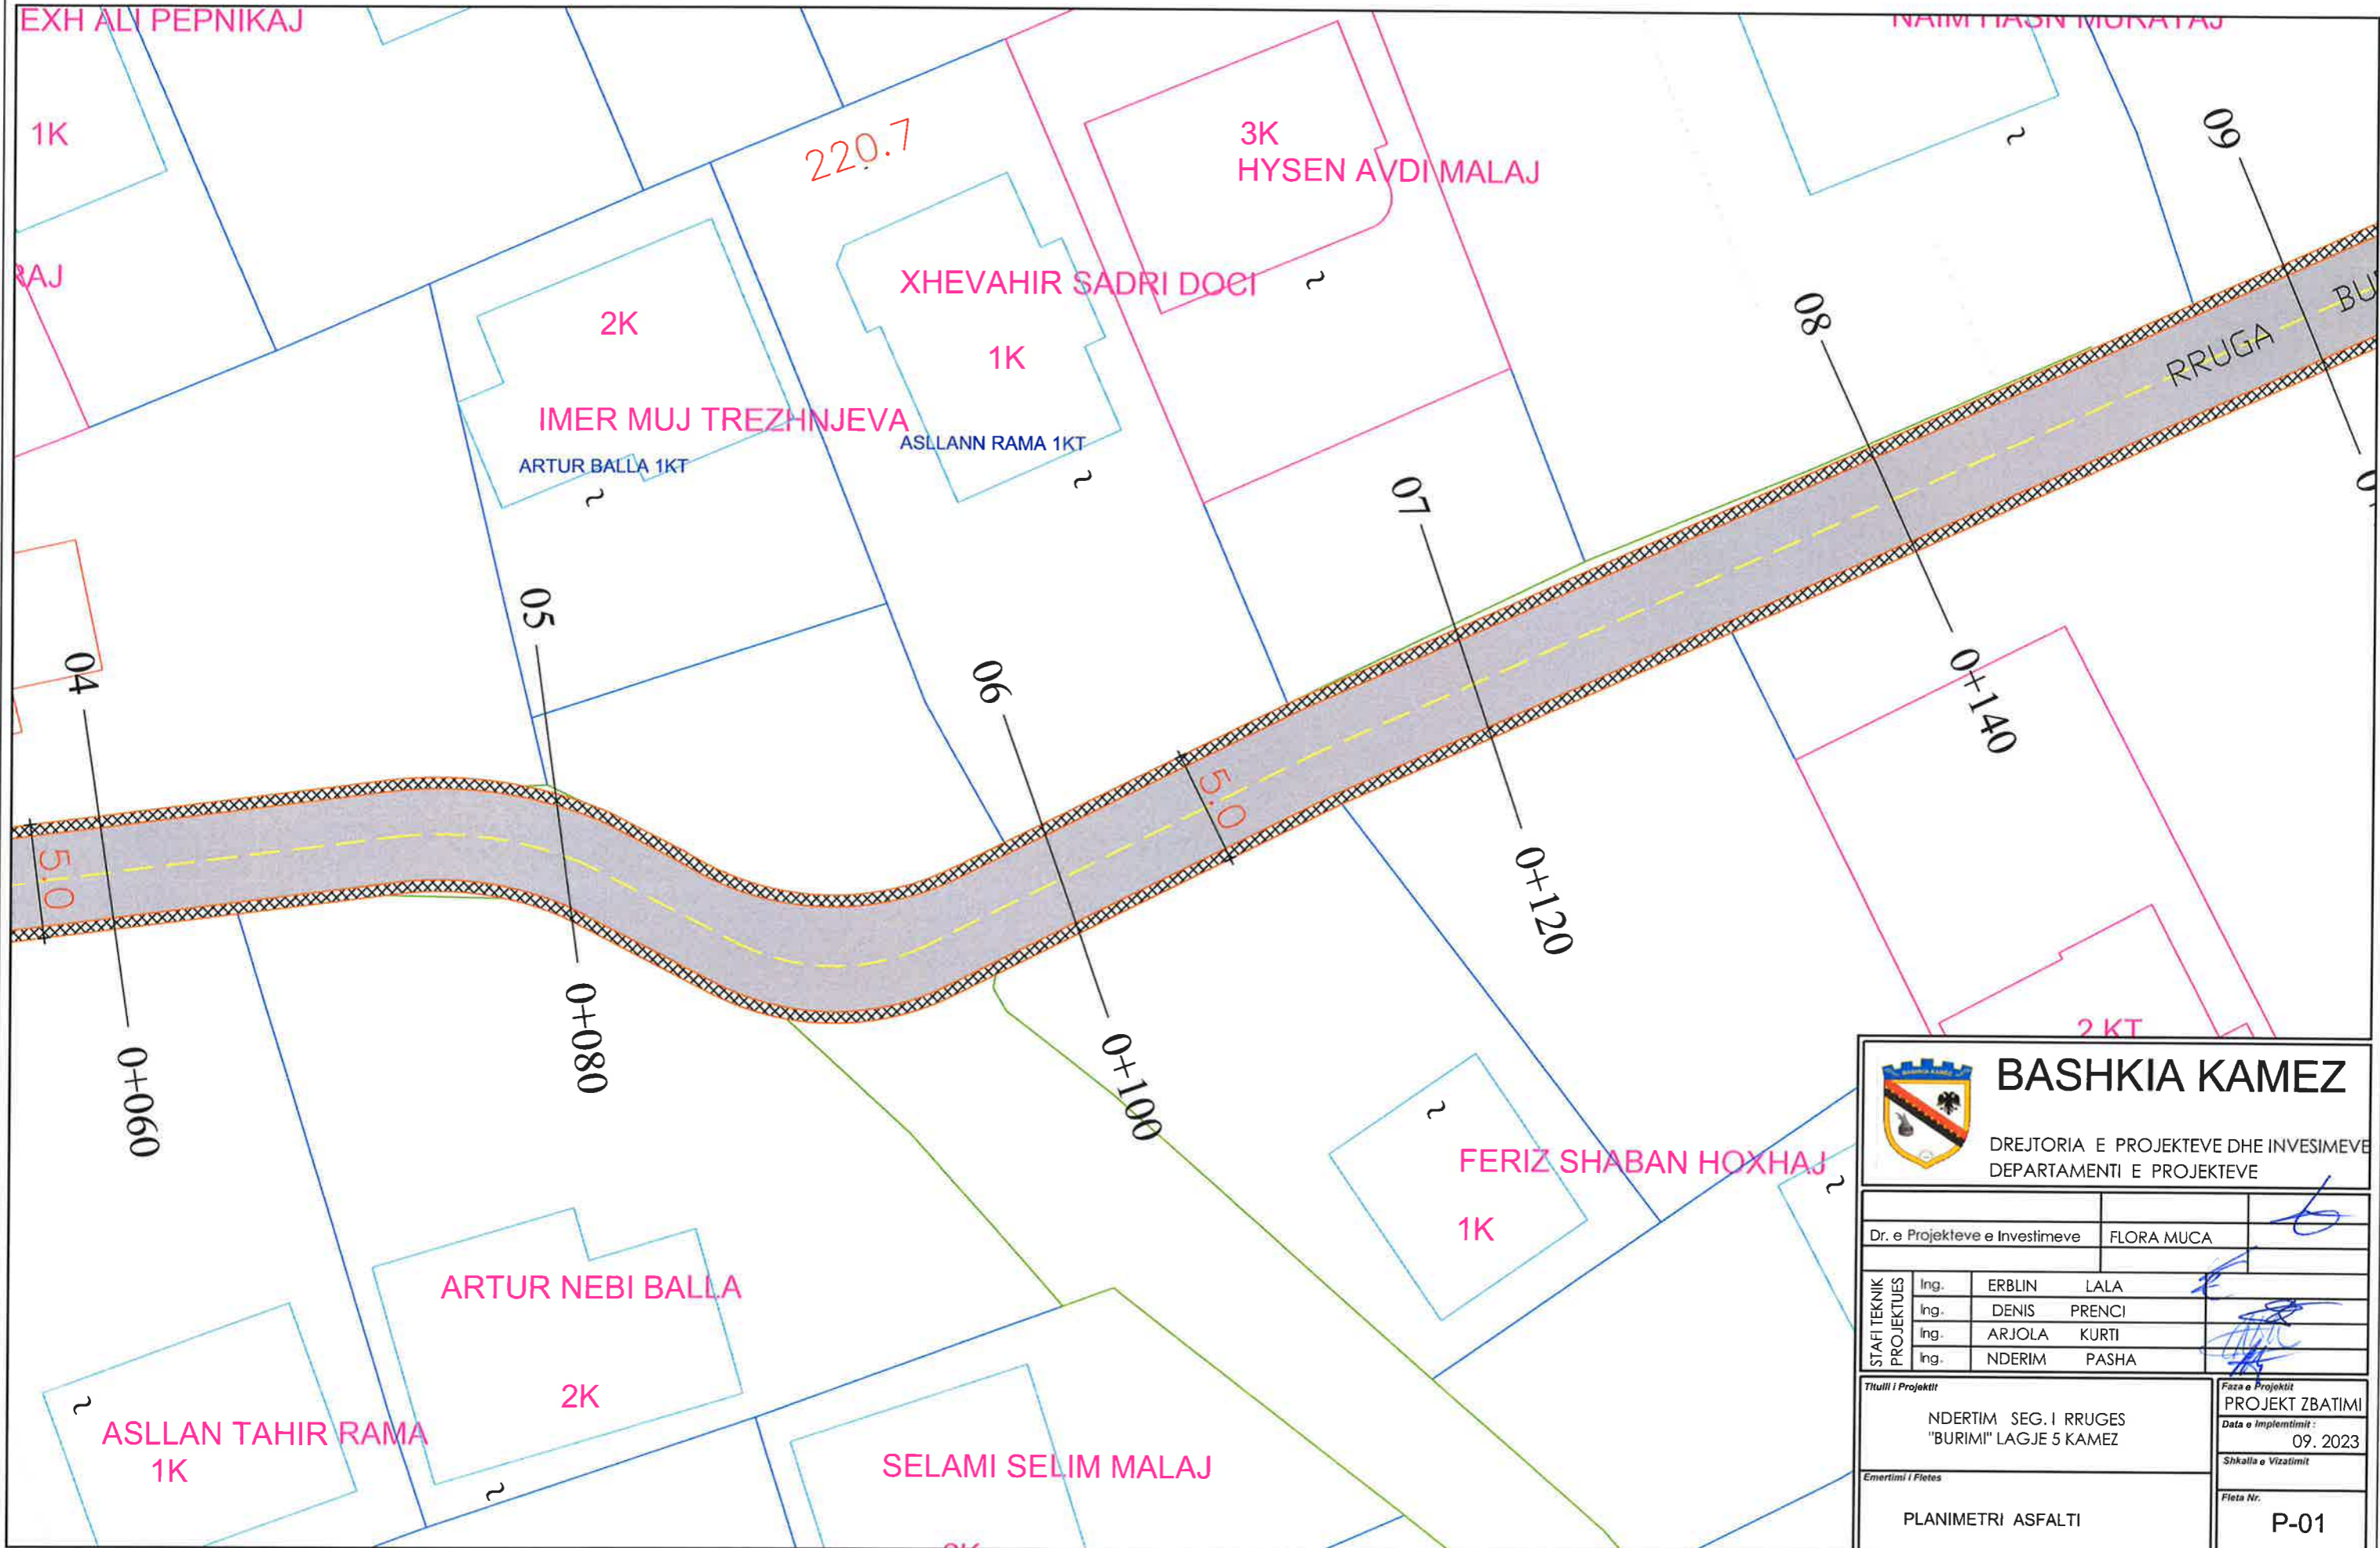 EXH ALI PEPNIKAJ
NAIM HASN MURATAJ
1K
220.7
3K
HYSEN AVDI MALAJ
09
RAJ
2K
XHEVAHIR SADRI DOCI
1K
08
RRUGA BU
IMER MUJ TREZHNJEVA
ASLLANN RAMA 1KT
ARTUR BALLA 1KT
07
05
04
06
0+140
5.0
5.0
0+120
0+080
0+100
0+060
2 KT
FERIZ SHABAN HOXHAJ
1K
ARTUR NEBI BALLA
2K
ASLLAN TAHIR RAMA
1K
SELAMI SELIM MALAJ
BASHKIA KAMEZ
BASHKIA KAMEZ
DREJTORIA E PROJEKTEVE DHE INVESIMEVE
DEPARTAMENTI E PROJEKTEVE
Dr. e Projekteve e Investimeve FLORA MUCA
STAFI TEKNIK
PROJEKTUES
Ing. ERBLIN LALA
Ing. DENIS PRENCI
Ing. ARJOLA KURTI
Ing. NDERIM PASHA
Titulli i Projektit
NDERTIM SEG. I RRUGES
"BURIMI" LAGJE 5 KAMEZ
Faza e Projektit
PROJEKT ZBATIMI
Data e Implemtimit :
09. 2023
Shkalla e Vizatimit
Emertimi i Fletes
PLANIMETRI ASFALTI
Fleta Nr.
P-01